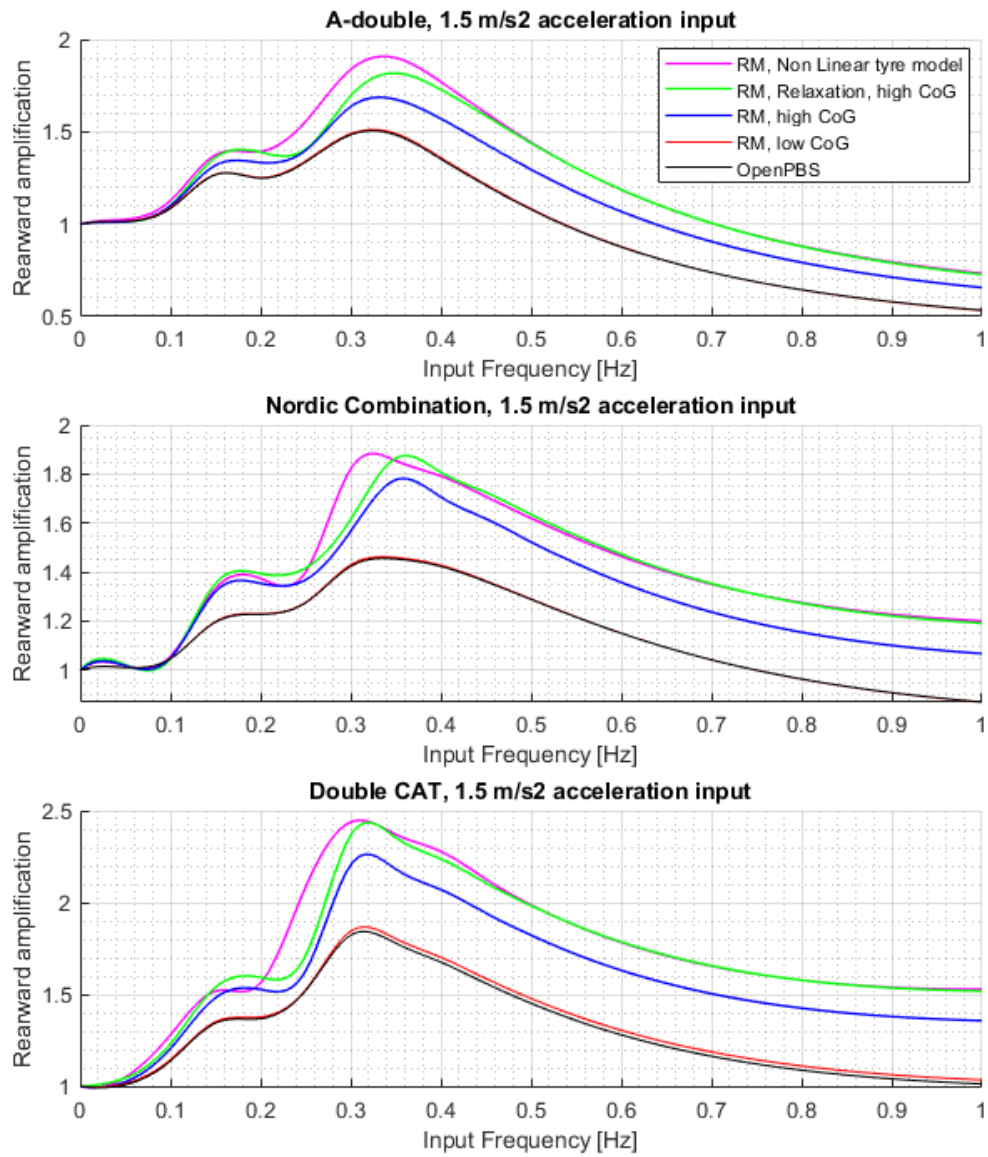 A-double, 1.5 m/s2 acceleration input
Rearward amplification
2
1.5
1
0.5
RM, Non Linear tyre model
RM, Relaxation, high CoG
RM, high CoG
RM, low CoG
OpenPBS
0 0.1 0.2 0.3 0.4 0.5 0.6 0.7 0.8 0.9 1
Input Frequency [Hz]
Nordic Combination, 1.5 m/s2 acceleration input
Rearward amplification
2
1.8
1.6
1.4
1.2
1
0 0.1 0.2 0.3 0.4 0.5 0.6 0.7 0.8 0.9 1
Input Frequency [Hz]
Double CAT, 1.5 m/s2 acceleration input
Rearward amplification
2.5
2
1.5
1
0 0.1 0.2 0.3 0.4 0.5 0.6 0.7 0.8 0.9 1
Input Frequency [Hz]